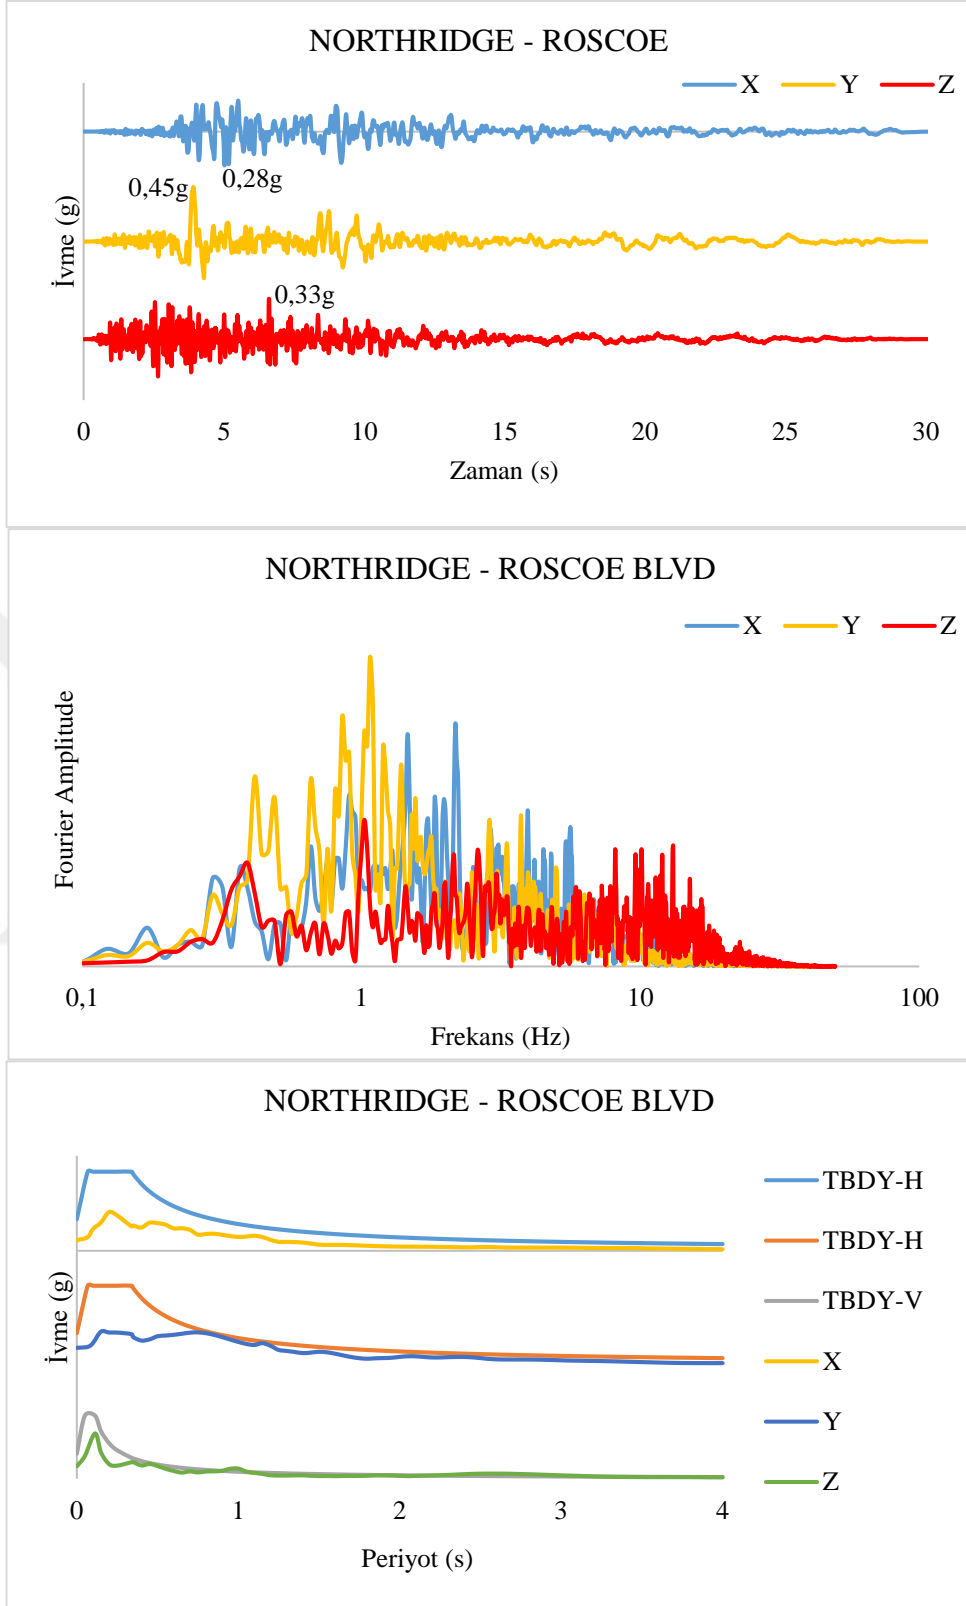 NORTHRIDGE - ROSCOE
X Y Z
0,45g 0,28g
0,33g
İvme (g)
0 5 10 15 20 25 30
Zaman (s)
NORTHRIDGE - ROSCOE BLVD
X Y Z
Fourier Amplitude
0,1 1 10 100
Frekans (Hz)
NORTHRIDGE - ROSCOE BLVD
TBDY-H
TBDY-H
TBDY-V
X
Y
Z
İvme (g)
0 1 2 3 4
Periyot (s)